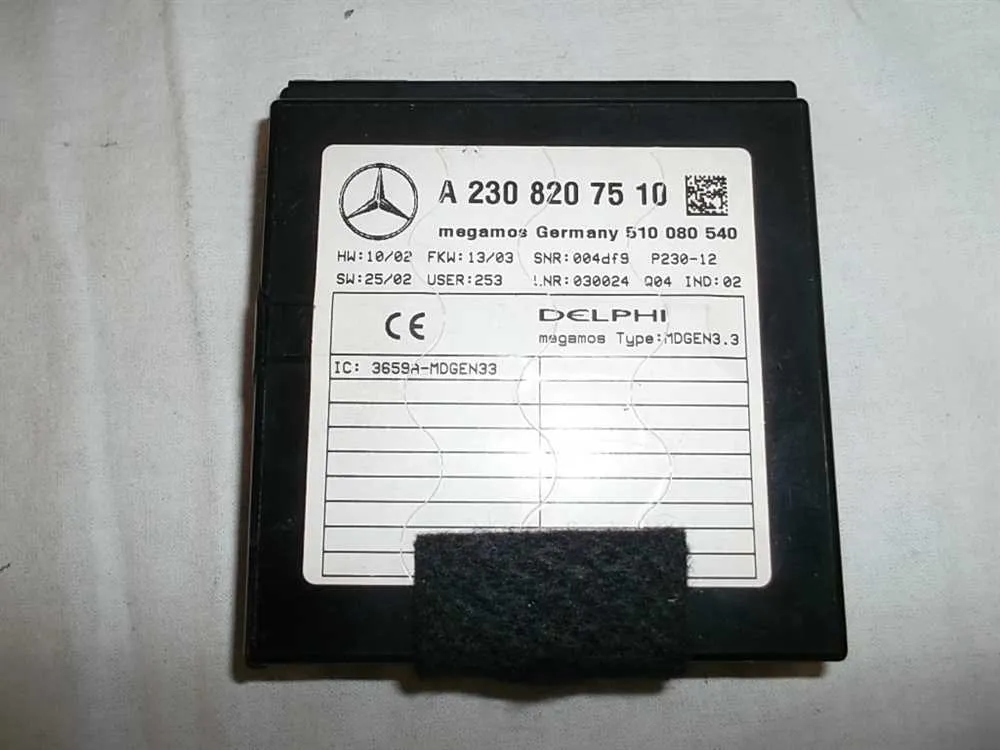 A 230 820 75 10
megamos Germany 510 080 540
HW:10/02 FKW:13/03 SNR:004df9 P230-12
SW:25/02 USER:253 LNR:030024 Q04 IND:02
CE DELPHI
megamos Type:MDGEN3.3
IC: 3659A-MDGEN33